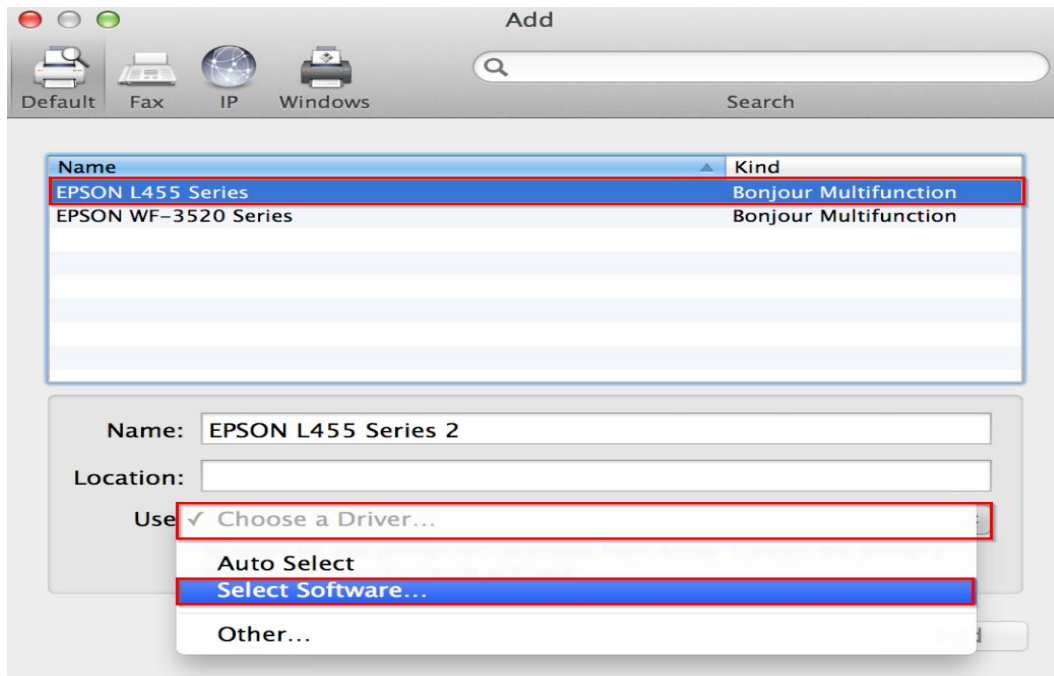 Add
Default Fax IP Windows Search
Name Kind
EPSON L455 Series Bonjour Multifunction
EPSON WF-3520 Series Bonjour Multifunction
Name: EPSON L455 Series 2
Location:
Use ✓ Choose a Driver...
Auto Select
Select Software...
Other...